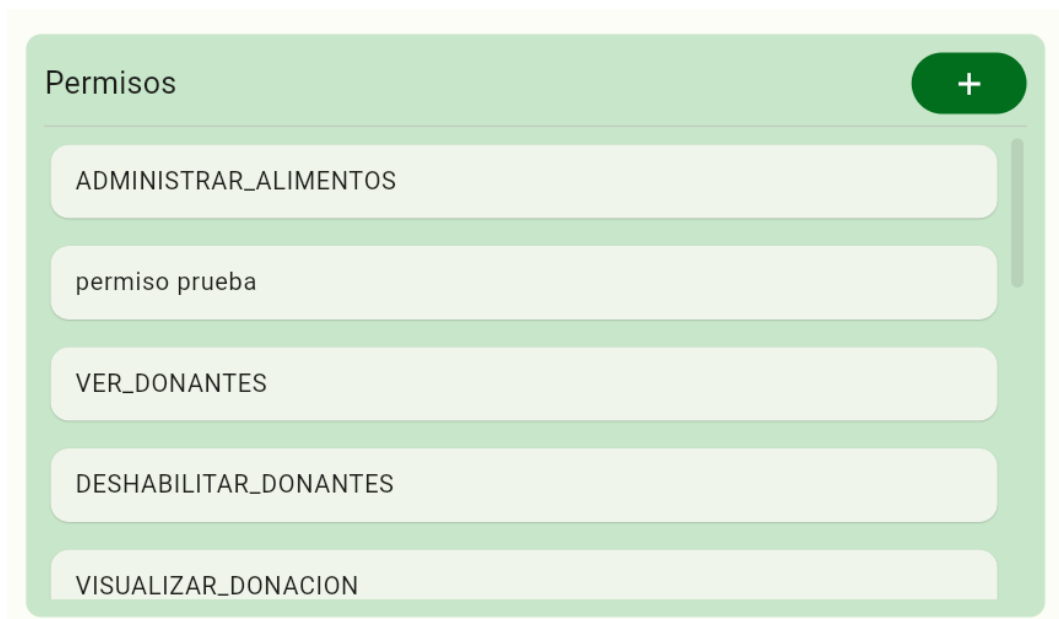 Permisos
+
ADMINISTRAR_ALIMENTOS
permiso prueba
VER_DONANTES
DESHABILITAR_DONANTES
VISUALIZAR_DONACION